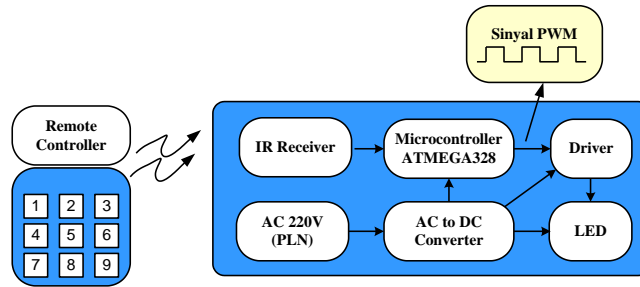 Sinyal PWM
Remote
Controller
1 2 3
4 5 6
7 8 9
IR Receiver
Microcontroller
ATMEGA328
Driver
AC 220V
(PLN)
AC to DC
Converter
LED